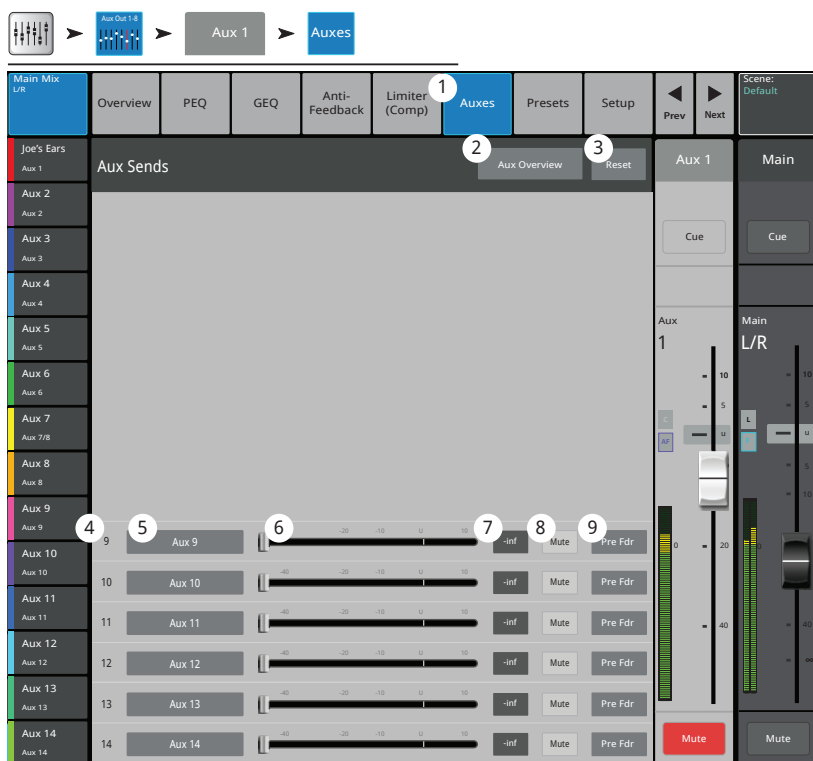 Aux Out 1-8
Aux 1
Auxes
Main Mix
L/R
Overview
PEQ
GEQ
Anti-
Feedback
Limiter
(Comp)
1
Auxes
Presets
Setup
Prev
Next
Scene:
Default
Joe's Ears
Aux 1
Aux 2
Aux 2
Aux 3
Aux 3
Aux 4
Aux 4
Aux 5
Aux 5
Aux 6
Aux 6
Aux 7
Aux 7/8
Aux 8
Aux 8
Aux 9
Aux 9
Aux 10
Aux 10
Aux 11
Aux 11
Aux 12
Aux 12
Aux 13
Aux 13
Aux 14
Aux 14
Aux Sends
2
Aux Overview
3
Reset
4
5
6
7
8
9
9
Aux 9
-20 -10 U 10
-inf
Mute
Pre Fdr
10
Aux 10
-40 -20 -10 U 10
-inf
Mute
Pre Fdr
11
Aux 11
-40 -20 -10 U 10
-inf
Mute
Pre Fdr
12
Aux 12
-40 -20 -10 U 10
-inf
Mute
Pre Fdr
13
Aux 13
-40 -20 -10 U 10
-inf
Mute
Pre Fdr
14
Aux 14
-40 -20 -10 U 10
-inf
Mute
Pre Fdr
Aux 1
Cue
Aux
1
10
5
C
AF
U
0
20
40
Mute
Main
Cue
Main
L/R
10
5
L
U
5
10
0
20
40
∞
Mute